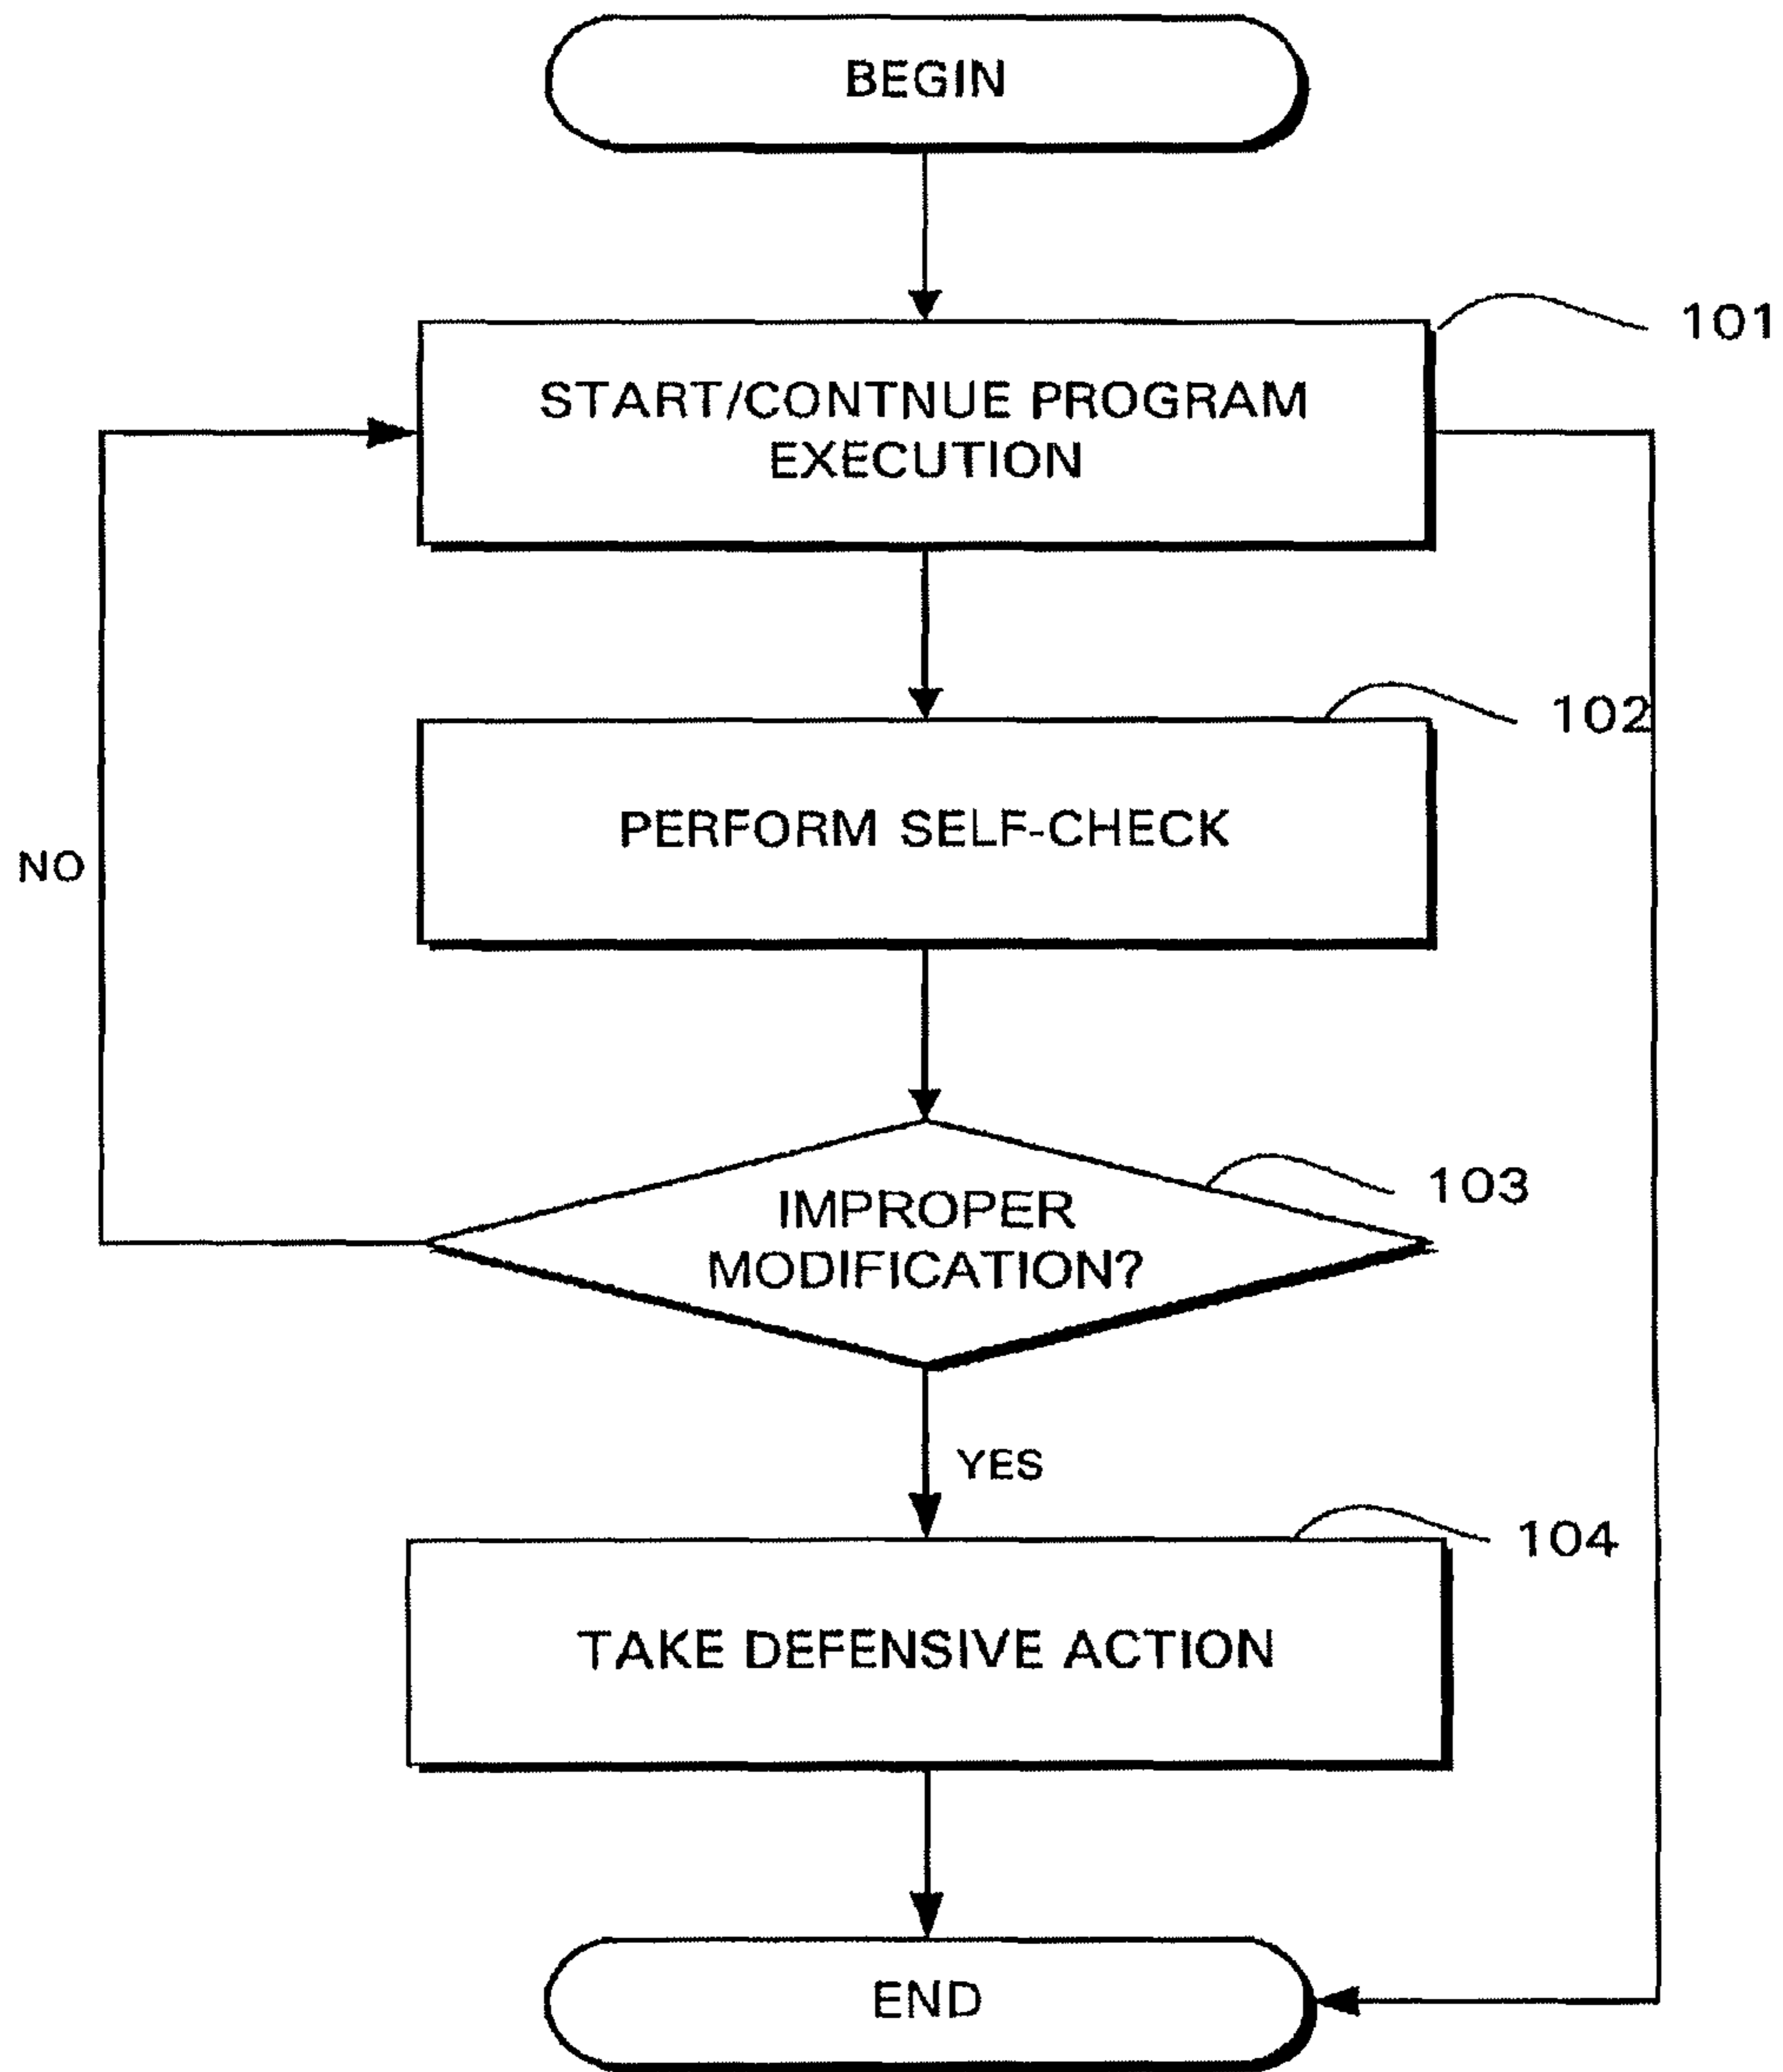 BEGIN
101
START/CONTNUE PROGRAM
EXECUTION
102
PERFORM SELF-CHECK
NO
103
IMPROPER
MODIFICATION?
YES
104
TAKE DEFENSIVE ACTION
END